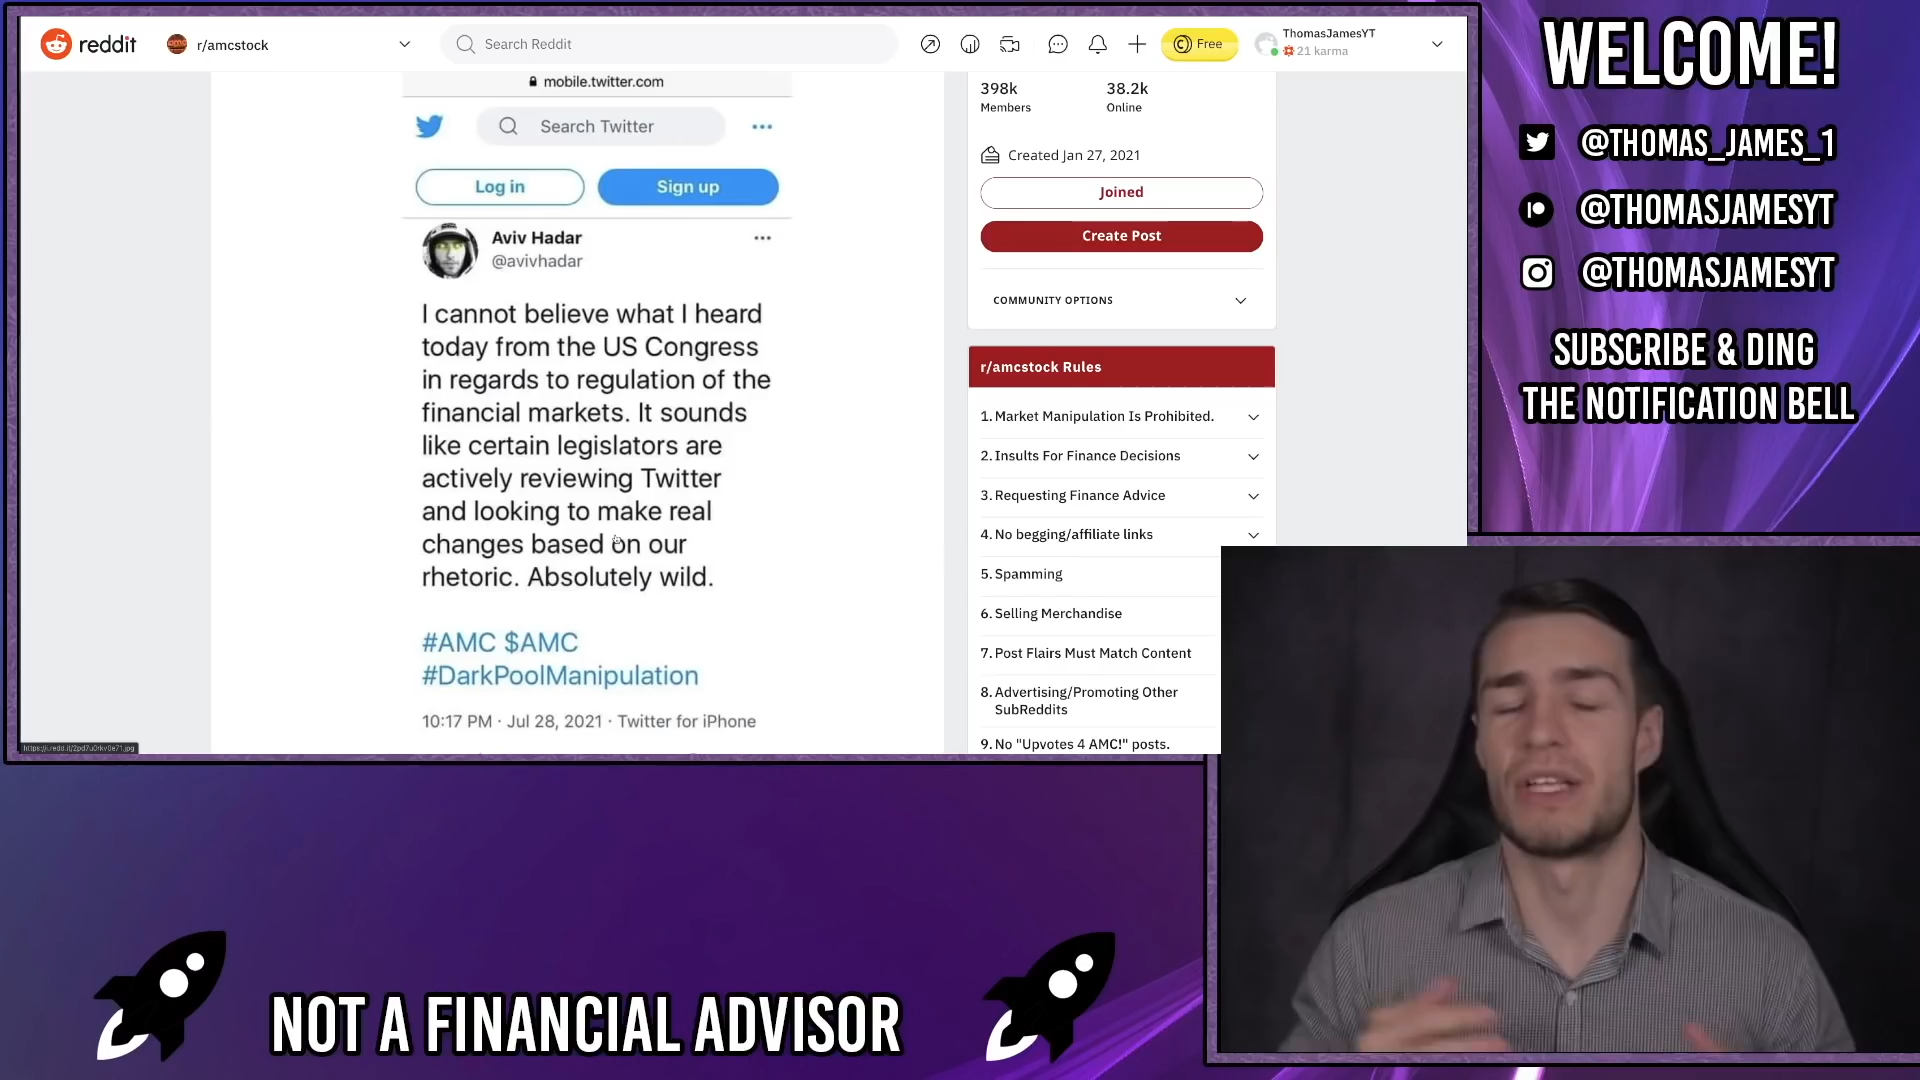 reddit
r/amcstock
Search Reddit
Free
ThomasJamesYT
21 karma
mobile.twitter.com
Search Twitter
Log in
Sign up
Aviv Hadar
@avivhadar
I cannot believe what I heard
today from the US Congress
in regards to regulation of the
financial markets. It sounds
like certain legislators are
actively reviewing Twitter
and looking to make real
changes based on our
rhetoric. Absolutely wild.
#AMC $AMC
#DarkPoolManipulation
10:17 PM · Jul 28, 2021 · Twitter for iPhone
398k
Members
38.2k
Online
Created Jan 27, 2021
Joined
Create Post
COMMUNITY OPTIONS
r/amcstock Rules
1. Market Manipulation Is Prohibited.
2. Insults For Finance Decisions
3. Requesting Finance Advice
4. No begging/affiliate links
5. Spamming
6. Selling Merchandise
7. Post Flairs Must Match Content
8. Advertising/Promoting Other
SubReddits
9. No "Upvotes 4 AMC!" posts.
WELCOME!
@THOMAS_JAMES_1
@THOMASJAMESYT
@THOMASJAMESYT
SUBSCRIBE & DING
THE NOTIFICATION BELL
NOT A FINANCIAL ADVISOR